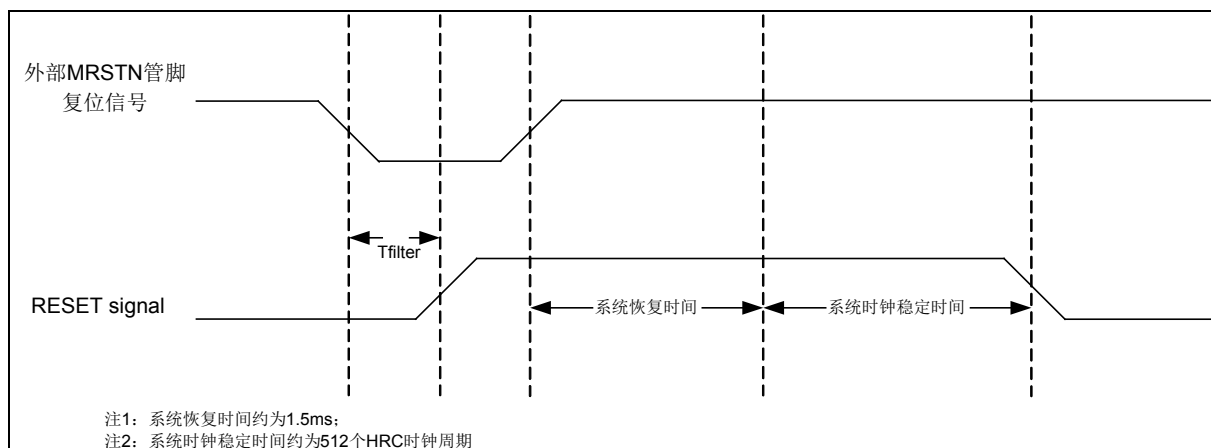 外部MRSTN管脚
复位信号
Tfilter
RESET signal
系统恢复时间
系统时钟稳定时间
注1：系统恢复时间约为1.5ms；
注2：系统时钟稳定时间约为512个HRC时钟周期